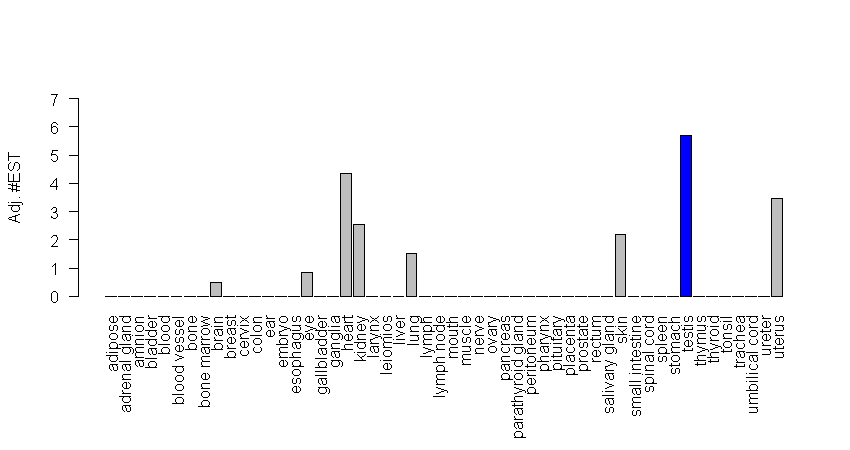 7
6
5
4
3
2
1
0
Adj. #EST
adipose
adrenal gland
amnion
bladder
blood
blood vessel
bone
bone marrow
brain
breast
cervix
colon
ear
embryo
esophagus
eye
gallbladder
ganglia
heart
kidney
larynx
leiomios
liver
lung
lymph
lymph node
mouth
muscle
nerve
ovary
pancreas
parathyroid gland
peritoneum
pharynx
pituitary
placenta
prostate
rectum
salivary gland
skin
small intestine
spinal cord
spleen
stomach
testis
thymus
thyroid
tonsil
trachea
umbilical cord
ureter
uterus